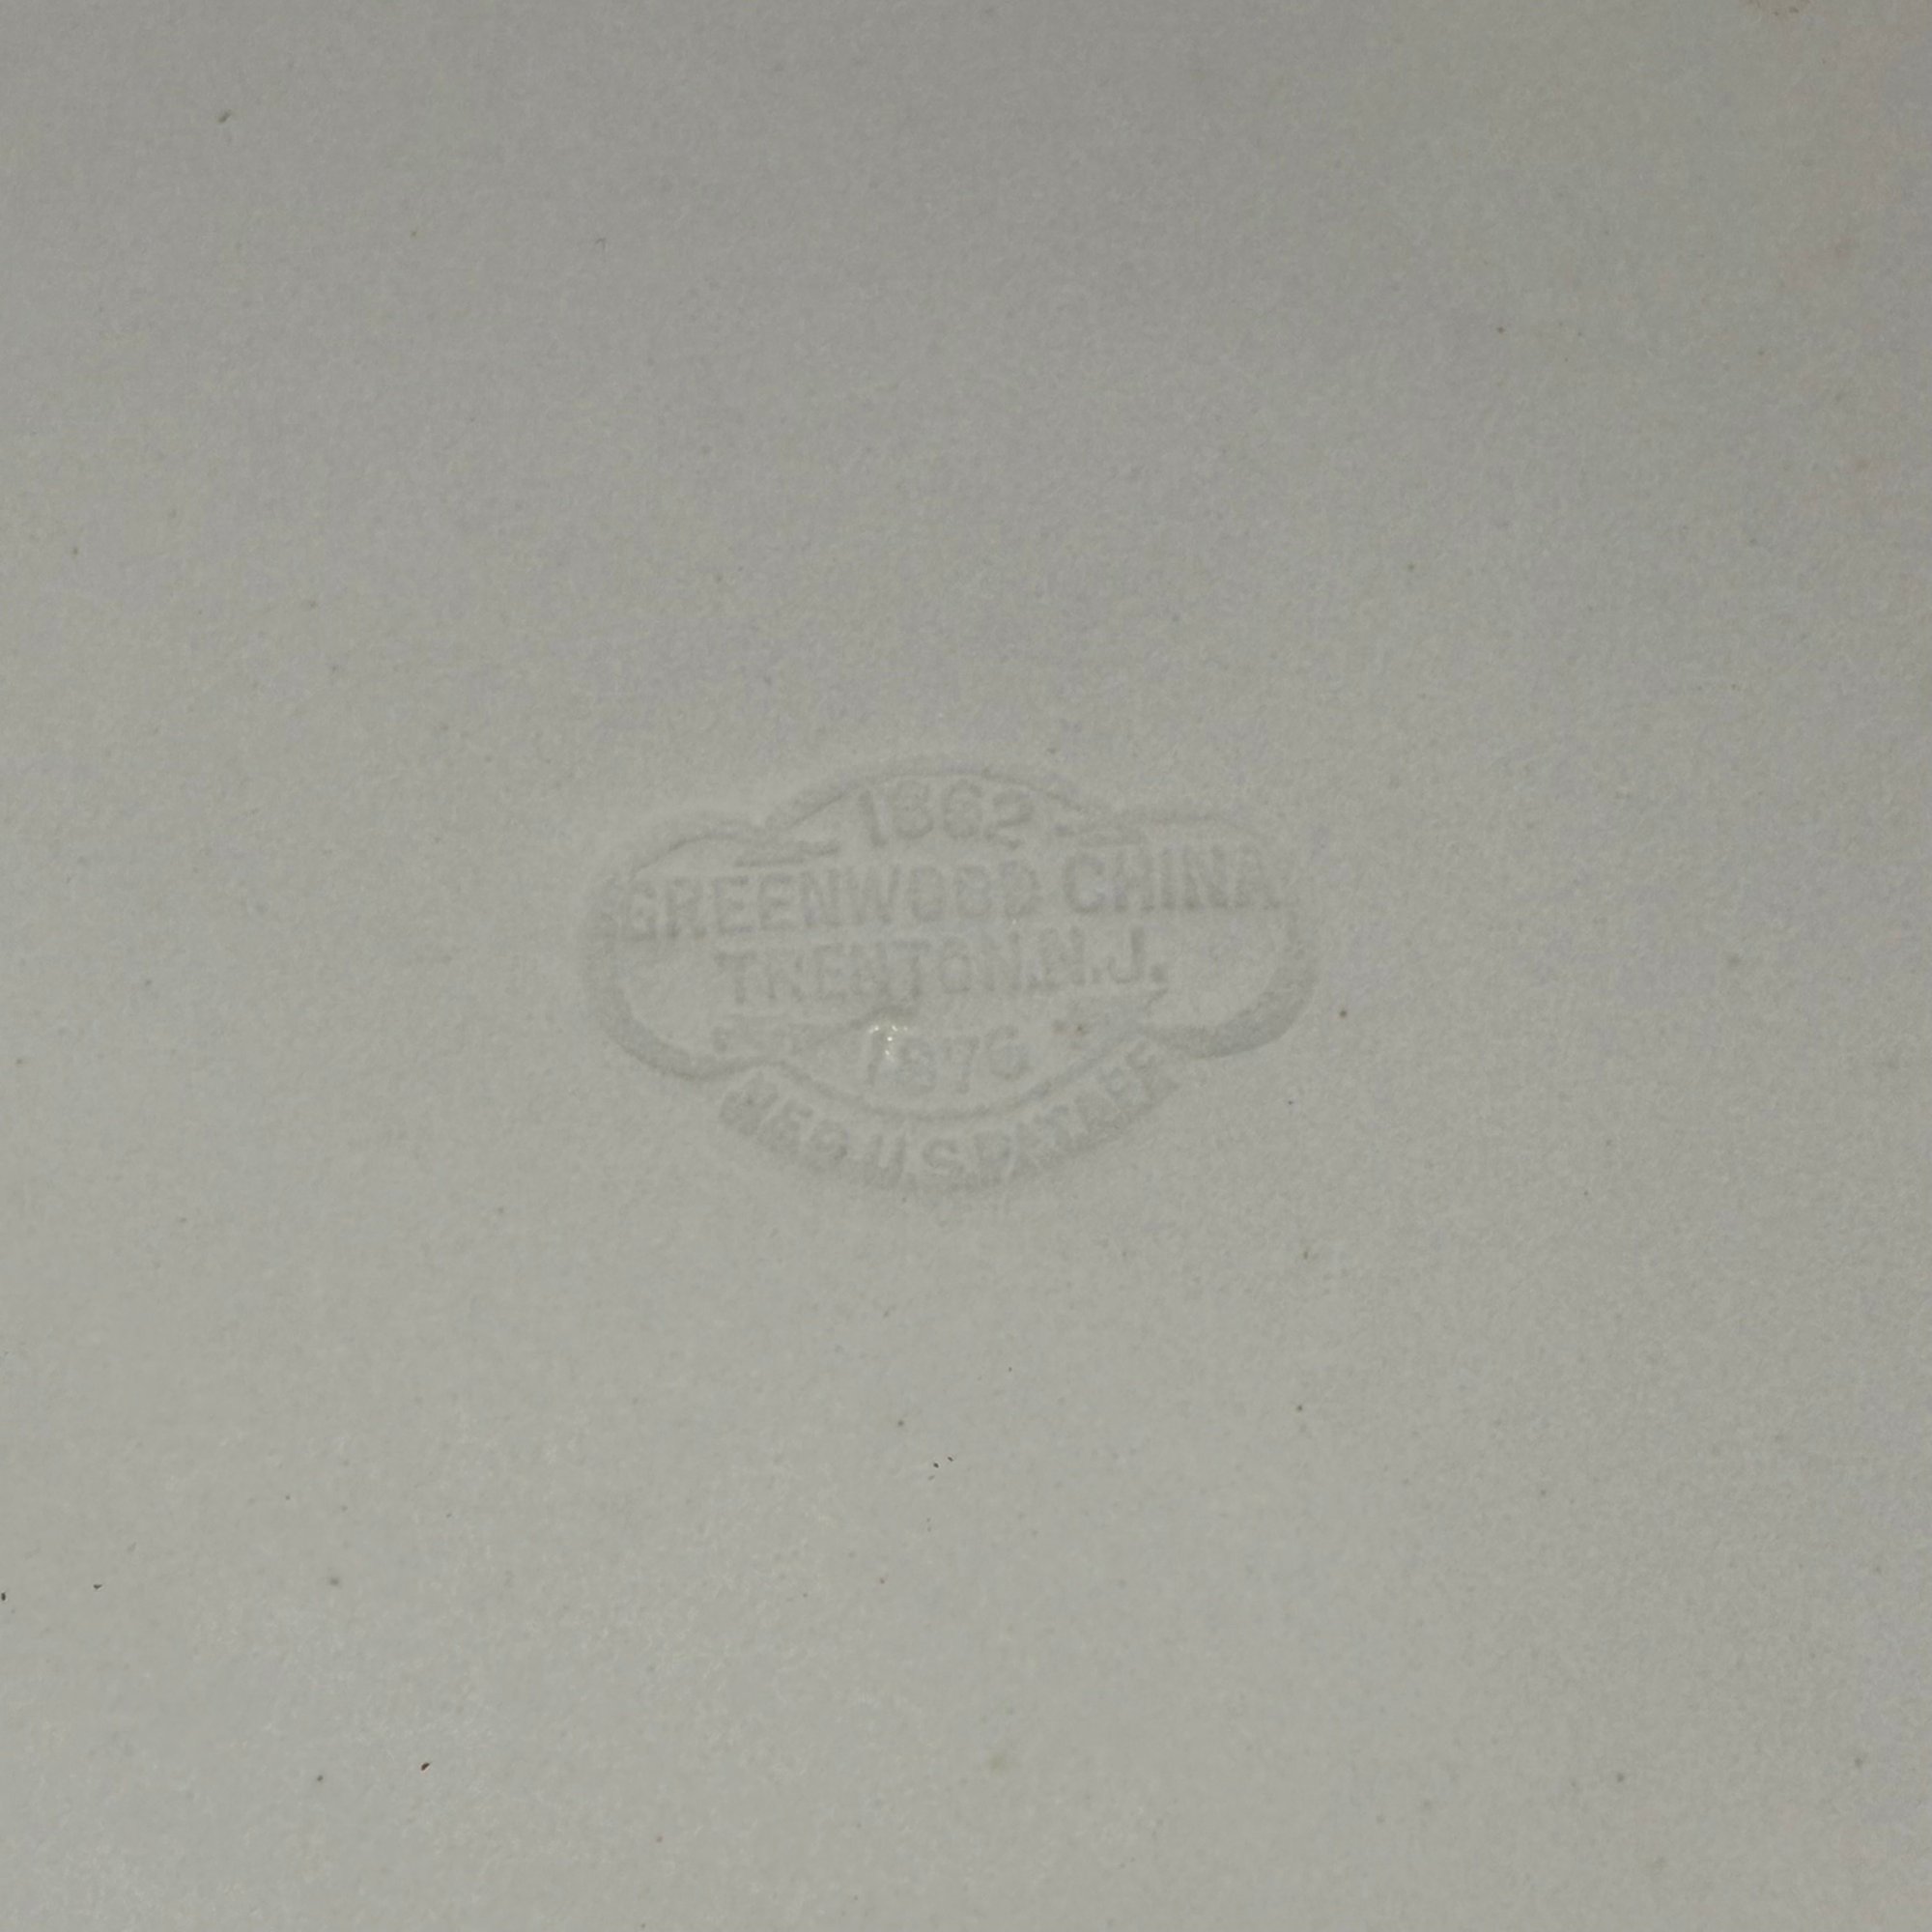 1862
GREENWOOD CHINA
TRENTON.N.J.
1876
REG.U.S.PAT.OFF.